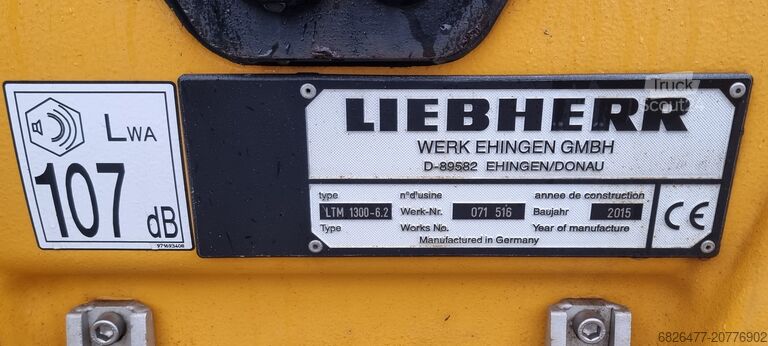 LWA
107 dB
971693408
LIEBHERR
WERK EHINGEN GMBH
D-89582 EHINGEN/DONAU
type n°d'usine annee de construction
LTM 1300-6.2 Werk-Nr. 071 516 Baujahr 2015
Type Works No. Year of manufacture
Manufactured in Germany
CE
Truck
Scout
6826477-20776902